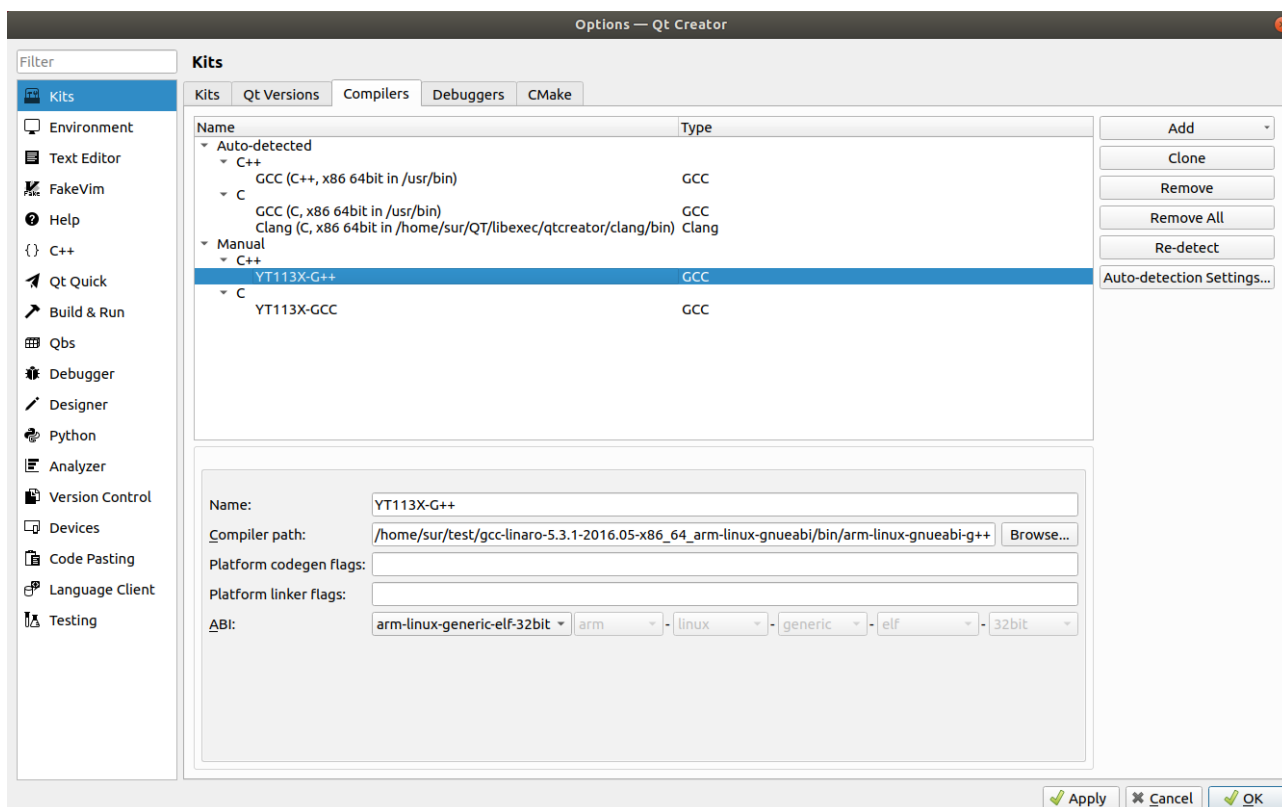 Options — Qt Creator
Filter
Kits
Environment
Text Editor
FakeVim
Help
{} C++
Qt Quick
Build & Run
Qbs
Debugger
Designer
Python
Analyzer
Version Control
Devices
Code Pasting
Language Client
Testing
Kits
Kits Qt Versions Compilers Debuggers CMake
Name Type
Auto-detected
C++
GCC (C++, x86 64bit in /usr/bin) GCC
C
GCC (C, x86 64bit in /usr/bin) GCC
Clang (C, x86 64bit in /home/sur/QT/libexec/qtcreator/clang/bin) Clang
Manual
C++
YT113X-G++ GCC
C
YT113X-GCC GCC
Add
Clone
Remove
Remove All
Re-detect
Auto-detection Settings...
Name: YT113X-G++
Compiler path: /home/sur/test/gcc-linaro-5.3.1-2016.05-x86_64_arm-linux-gnueabi/bin/arm-linux-gnueabi-g++ Browse...
Platform codegen flags:
Platform linker flags:
ABI: arm-linux-generic-elf-32bit arm - linux - generic - elf - 32bit
Apply Cancel OK